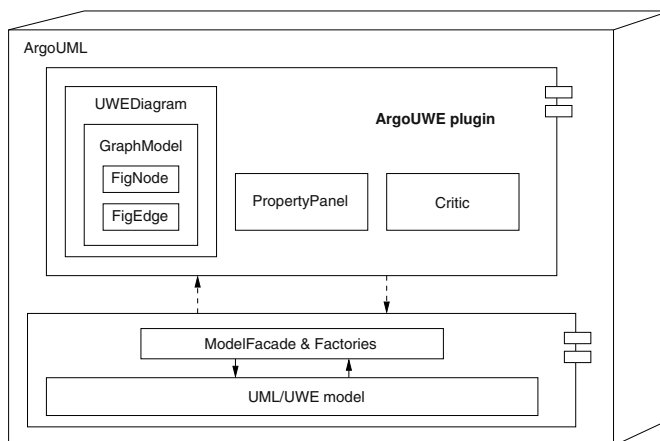 ArgoUML
UWEDiagram
GraphModel
FigNode
FigEdge
ArgoUWE plugin
PropertyPanel
Critic
ModelFacade & Factories
UML/UWE model